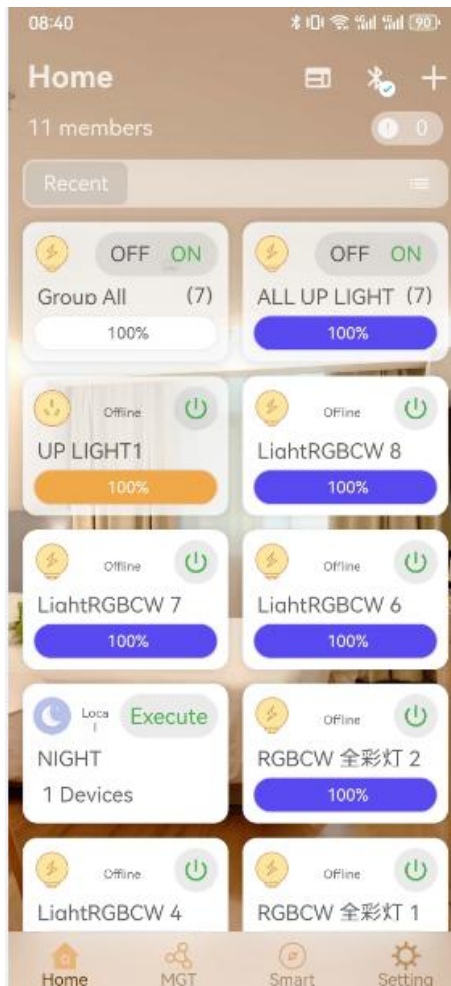 08:40 90
Home
11 members 0
Recent
OFF ON OFF ON
Group All (7) ALL UP LIGHT (7)
100% 100%
Offline Offline
UP LIGHT1 LightRGBCW 8
100% 100%
Offline Offline
LightRGBCW 7 LightRGBCW 6
100% 100%
Local Execute Offline
NIGHT RGBCW 全彩灯 2
1 Devices 100%
Offline Offline
LightRGBCW 4 RGBCW 全彩灯 1
Home MGT Smart Setting